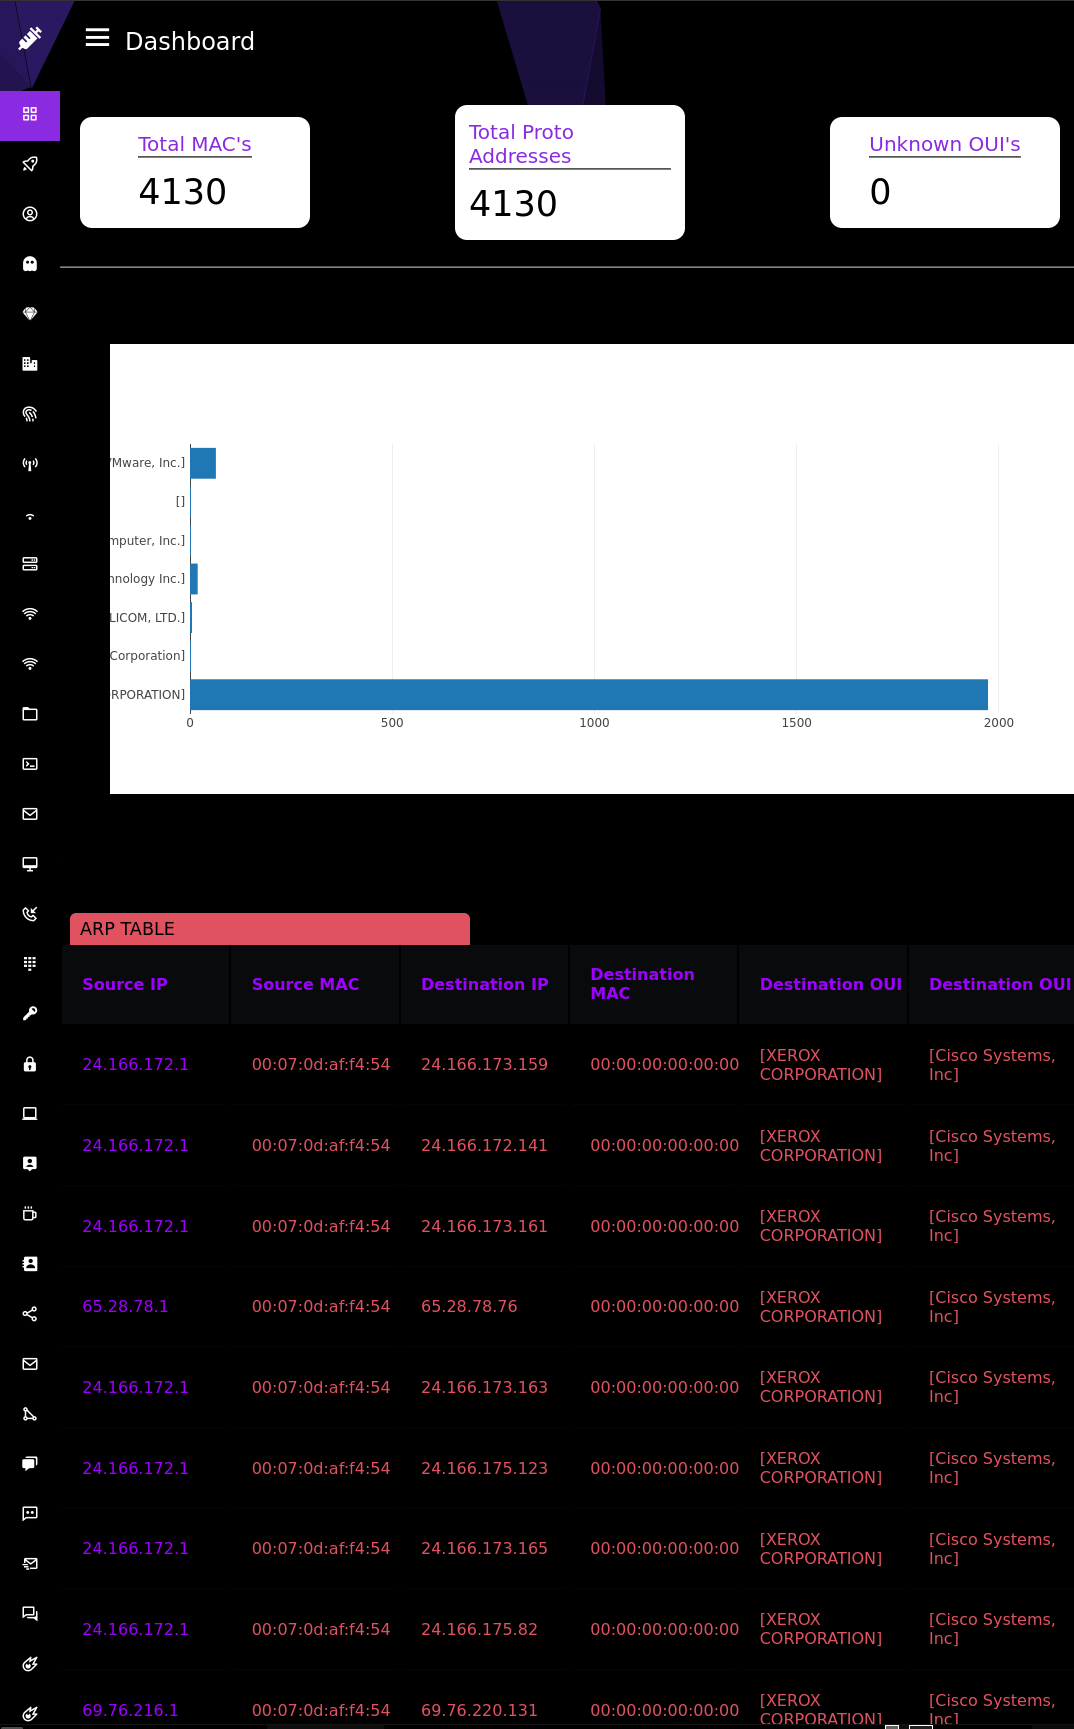 Dashboard
Total MAC's
4130
Total Proto
Addresses
4130
Unknown OUI's
0
Mware, Inc.]
[]
mputer, Inc.]
hnology Inc.]
LICOM, LTD.]
Corporation]
RPORATION]
0 500 1000 1500 2000
ARP TABLE
Source IP Source MAC Destination IP Destination MAC Destination OUI Destination OUI
24.166.172.1 00:07:0d:af:f4:54 24.166.173.159 00:00:00:00:00:00 [XEROX CORPORATION] [Cisco Systems, Inc]
24.166.172.1 00:07:0d:af:f4:54 24.166.172.141 00:00:00:00:00:00 [XEROX CORPORATION] [Cisco Systems, Inc]
24.166.172.1 00:07:0d:af:f4:54 24.166.173.161 00:00:00:00:00:00 [XEROX CORPORATION] [Cisco Systems, Inc]
65.28.78.1 00:07:0d:af:f4:54 65.28.78.76 00:00:00:00:00:00 [XEROX CORPORATION] [Cisco Systems, Inc]
24.166.172.1 00:07:0d:af:f4:54 24.166.173.163 00:00:00:00:00:00 [XEROX CORPORATION] [Cisco Systems, Inc]
24.166.172.1 00:07:0d:af:f4:54 24.166.175.123 00:00:00:00:00:00 [XEROX CORPORATION] [Cisco Systems, Inc]
24.166.172.1 00:07:0d:af:f4:54 24.166.173.165 00:00:00:00:00:00 [XEROX CORPORATION] [Cisco Systems, Inc]
24.166.172.1 00:07:0d:af:f4:54 24.166.175.82 00:00:00:00:00:00 [XEROX CORPORATION] [Cisco Systems, Inc]
69.76.216.1 00:07:0d:af:f4:54 69.76.220.131 00:00:00:00:00:00 [XEROX CORPORATION] [Cisco Systems, Inc]